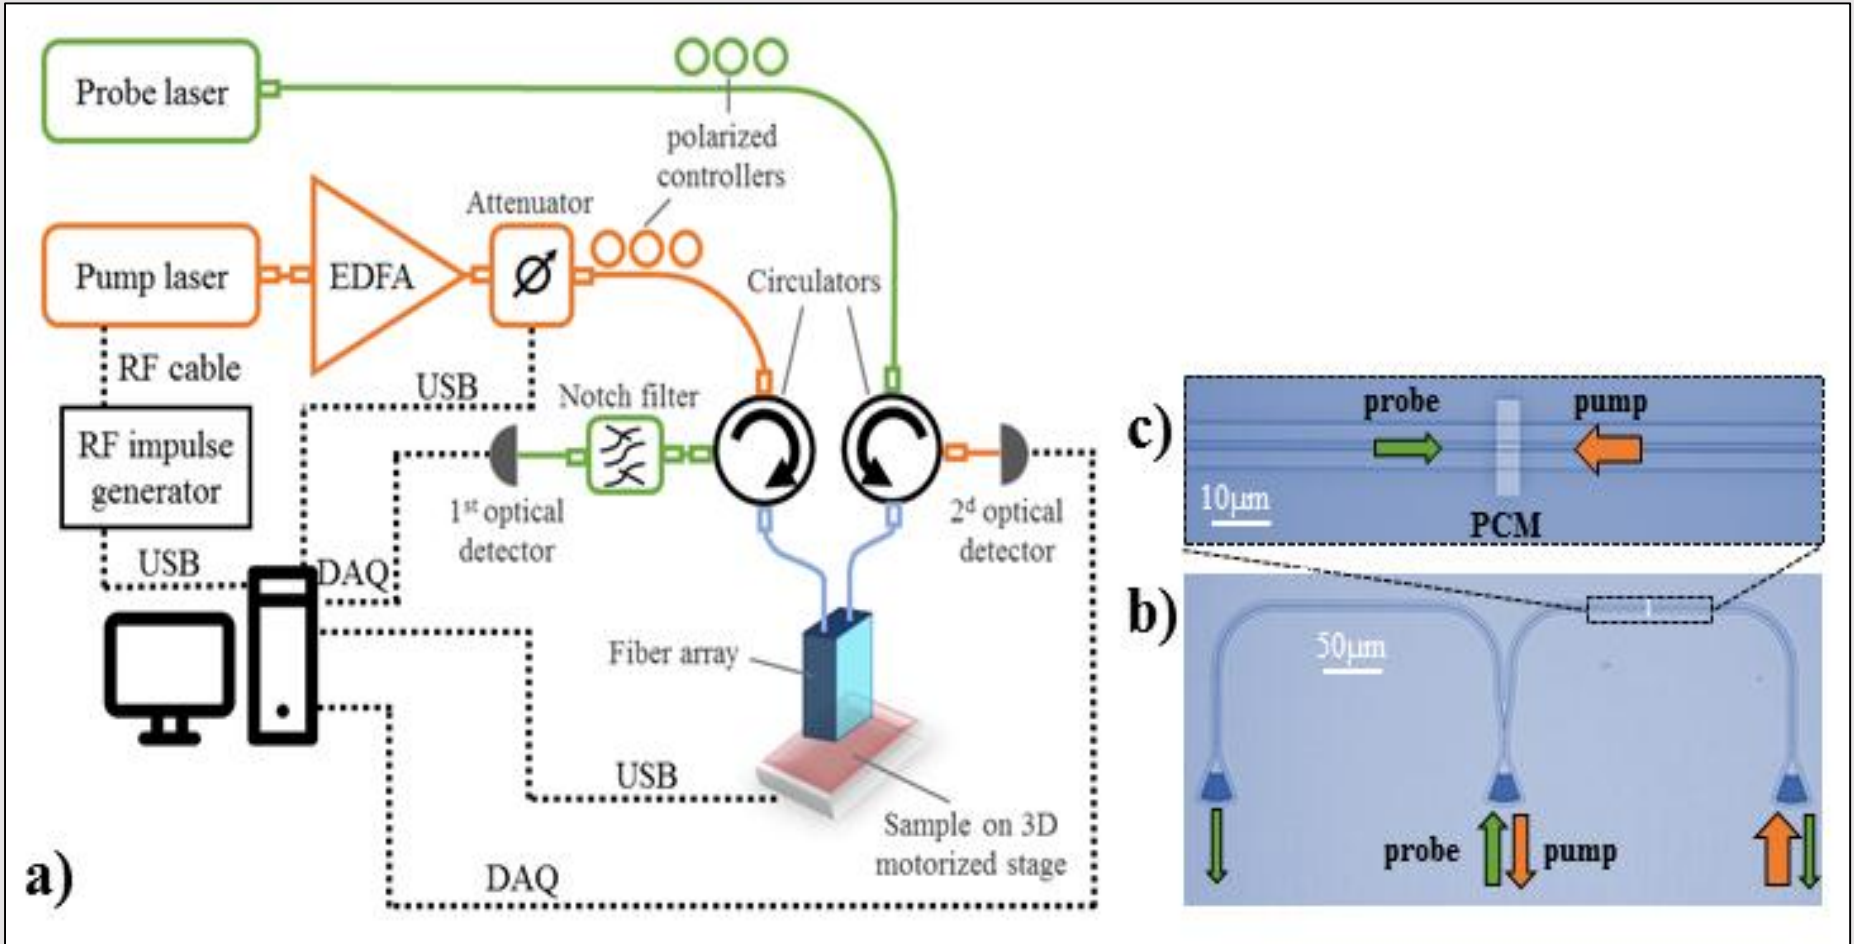 Probe laser
polarized
controllers
Attenuator
Pump laser
EDFA
Circulators
RF cable
USB
Notch filter
RF impulse
generator
1st optical
detector
2d optical
detector
USB
DAQ
Fiber array
USB
Sample on 3D
motorized stage
DAQ
a)
c)
probe
pump
10μm
PCM
b)
50μm
probe
pump